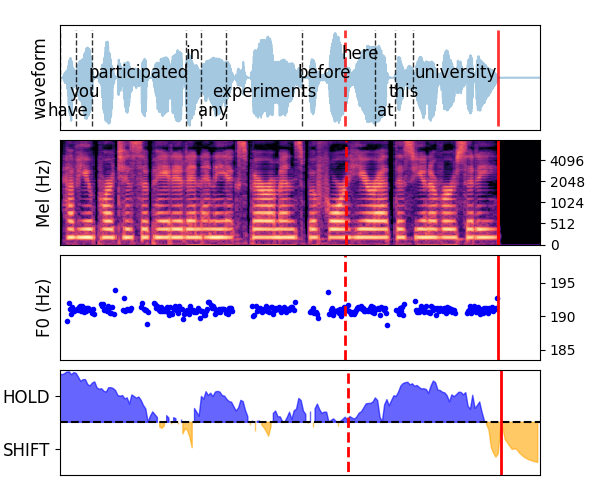 waveform
in
here
participated
before
university
you
experiments
this
have
any
at
Mel (Hz)
4096
2048
1024
512
0
F0 (Hz)
195
190
185
HOLD
SHIFT